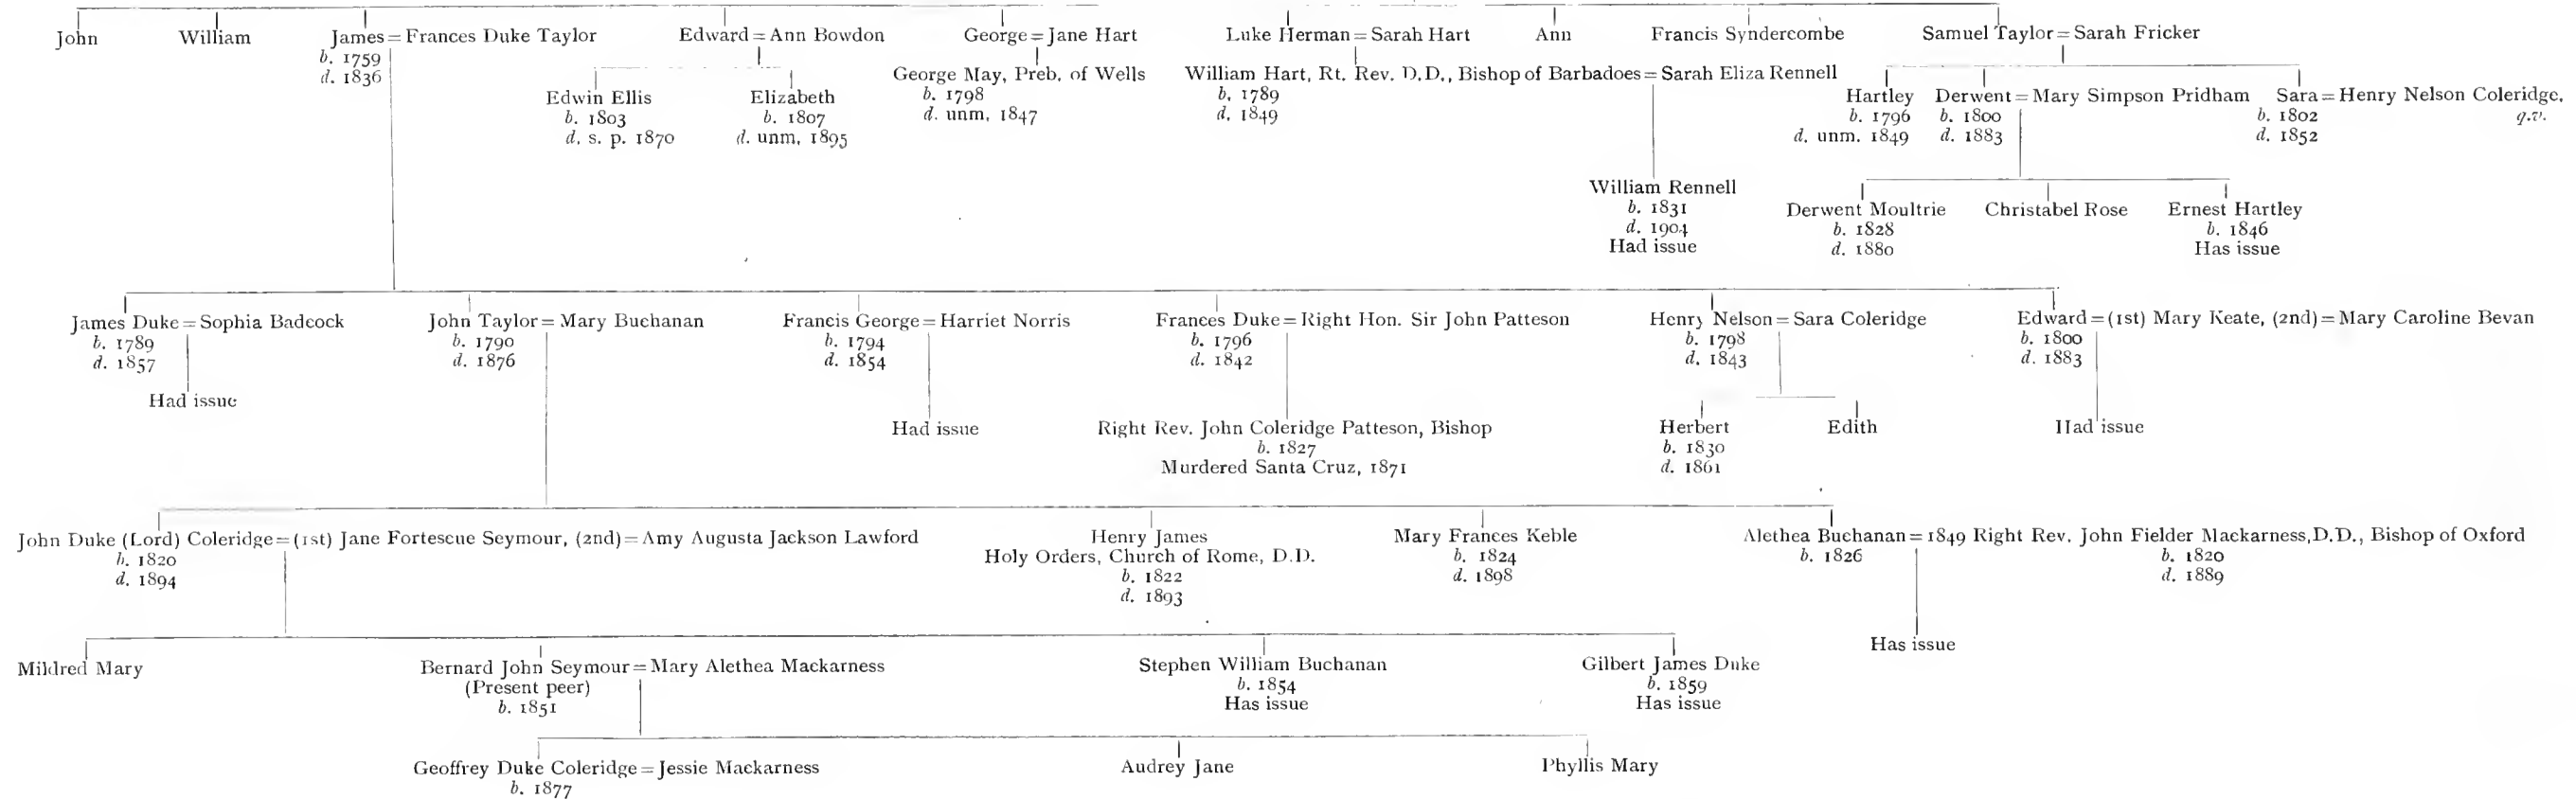 John William James = Frances Duke Taylor Edward = Ann Bowdon George = Jane Hart Luke Herman = Sarah Hart Ann Francis Syndercombe Samuel Taylor = Sarah Fricker
b. 1759
d. 1836
George May, Preb. of Wells William Hart, Rt. Rev. D.D., Bishop of Barbadoes = Sarah Eliza Rennell
b. 1798 b, 1789
d. unm, 1847 d, 1849
Edwin Ellis Elizabeth Hartley Derwent = Mary Simpson Pridham Sara = Henry Nelson Coleridge,
b. 1803 b. 1807 b. 1796 b. 1800 b. 1802 q.v.
d, s. p. 1870 d. unm, 1895 d. unm. 1849 d. 1883 d. 1852
William Rennell
b. 1831
d. 1904
Had issue
Derwent Moultrie Christabel Rose Ernest Hartley
b. 1828 b. 1846
d. 1880 Has issue
James Duke = Sophia Badcock John Taylor = Mary Buchanan Francis George = Harriet Norris Frances Duke = Right Hon. Sir John Patteson Henry Nelson = Sara Coleridge Edward = (1st) Mary Keate, (2nd) = Mary Caroline Bevan
b. 1789 b. 1790 b. 1794 b. 1796 b. 1798 b. 1800
d. 1857 d. 1876 d. 1854 d. 1842 d. 1843 d. 1883
Had issue
Had issue Right Rev. John Coleridge Patteson, Bishop Herbert Edith Had issue
b. 1827 b. 1830
Murdered Santa Cruz, 1871 d. 1861
John Duke (Lord) Coleridge = (1st) Jane Fortescue Seymour, (2nd) = Amy Augusta Jackson Lawford Henry James Mary Frances Keble Alethea Buchanan = 1849 Right Rev. John Fielder Mackarness, D.D., Bishop of Oxford
b. 1820 Holy Orders, Church of Rome, D.D. b. 1824 b. 1826 b. 1820
d. 1894 b. 1822 d. 1898 d. 1889
d. 1893
Has issue
Mildred Mary Bernard John Seymour = Mary Alethea Mackarness Stephen William Buchanan Gilbert James Duke
(Present peer) b. 1854 b. 1859
b. 1851 Has issue Has issue
Geoffrey Duke Coleridge = Jessie Mackarness Audrey Jane Phyllis Mary
b. 1877